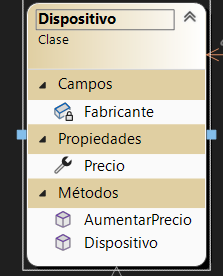 Dispositivo
Clase
Campos
Fabricante
Propiedades
Precio
Métodos
AumentarPrecio
Dispositivo